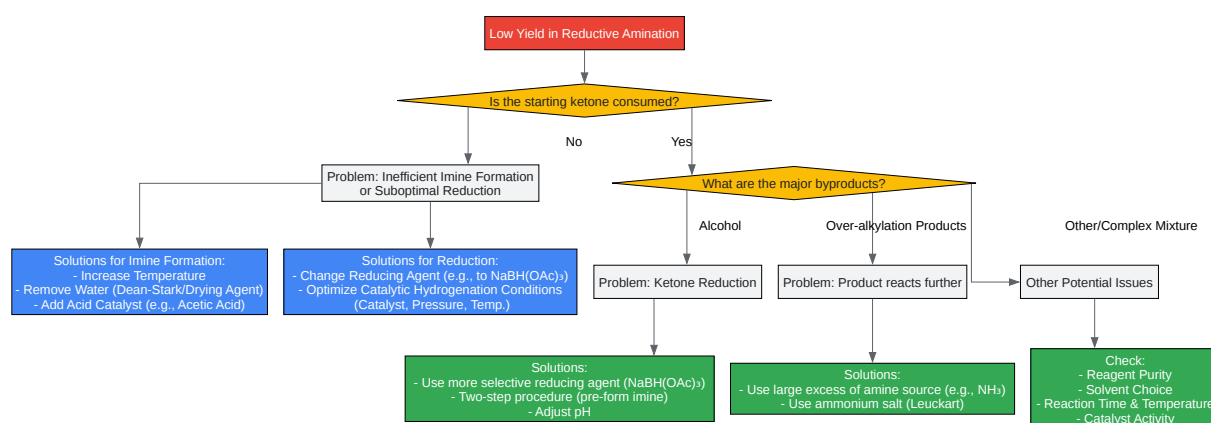 Low Yield in Reductive Amination
Is the starting ketone consumed?
No
Yes
Problem: Inefficient Imine Formation
or Suboptimal Reduction
What are the major byproducts?
Alcohol
Over-alkylation Products
Other/Complex Mixture
Solutions for Imine Formation:
- Increase Temperature
- Remove Water (Dean-Stark/Drying Agent)
- Add Acid Catalyst (e.g., Acetic Acid)
Solutions for Reduction:
- Change Reducing Agent (e.g., to NaBH(OAc)₃)
- Optimize Catalytic Hydrogenation Conditions
(Catalyst, Pressure, Temp.)
Problem: Ketone Reduction
Problem: Product reacts further
Other Potential Issues
Solutions:
- Use more selective reducing agent (NaBH(OAc)₃)
- Two-step procedure (pre-form imine)
- Adjust pH
Solutions:
- Use large excess of amine source (e.g., NH₃)
- Use ammonium salt (Leuckart)
Check:
- Reagent Purity
- Solvent Choice
- Reaction Time & Temperature
- Catalyst Activity